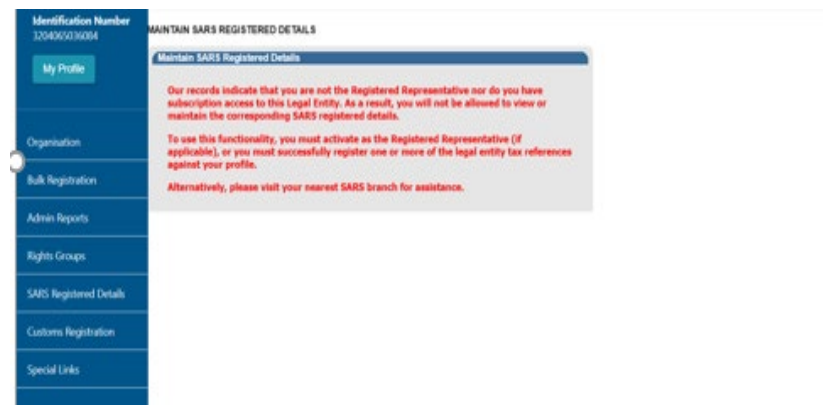 Identification Number
3204065036084
My Profile
MAINTAIN SARS REGISTERED DETAILS
Maintain SARS Registered Details
Our records indicate that you are not the Registered Representative nor do you have
subscription access to this Legal Entity. As a result, you will not be allowed to view or
maintain the corresponding SARS registered details.
To use this functionality, you must activate as the Registered Representative (if
applicable), or you must successfully register one or more of the legal entity tax references
against your profile.
Alternatively, please visit your nearest SARS branch for assistance.
Organisation
Bulk Registration
Admin Reports
Rights Groups
SARS Registered Details
Customs Registration
Special Links